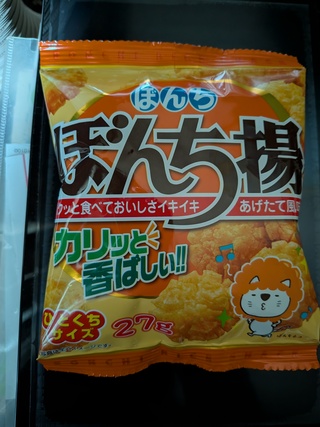 ぼんち
ぼんち揚
カリッと食べておいしさイキイキ あげたて風味
カリッと
香ばしい!!
ひとくち
サイズ
27g